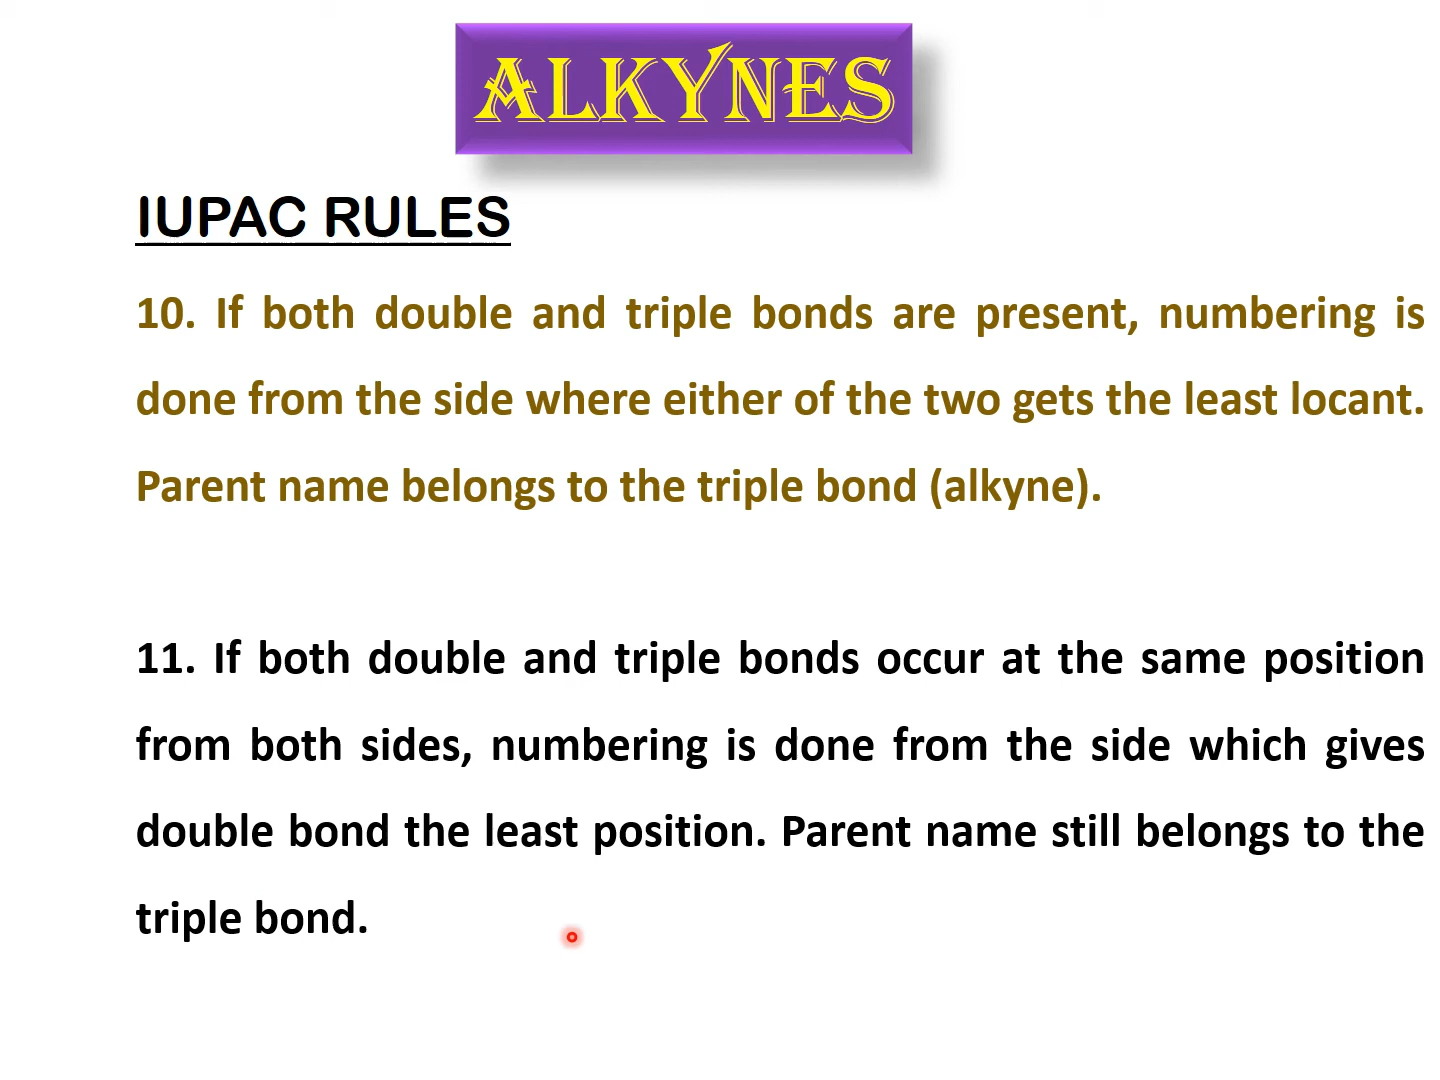 ALKYNES
IUPAC RULES
10. If both double and triple bonds are present, numbering is
done from the side where either of the two gets the least locant.
Parent name belongs to the triple bond (alkyne).
11. If both double and triple bonds occur at the same position
from both sides, numbering is done from the side which gives
double bond the least position. Parent name still belongs to the
triple bond.